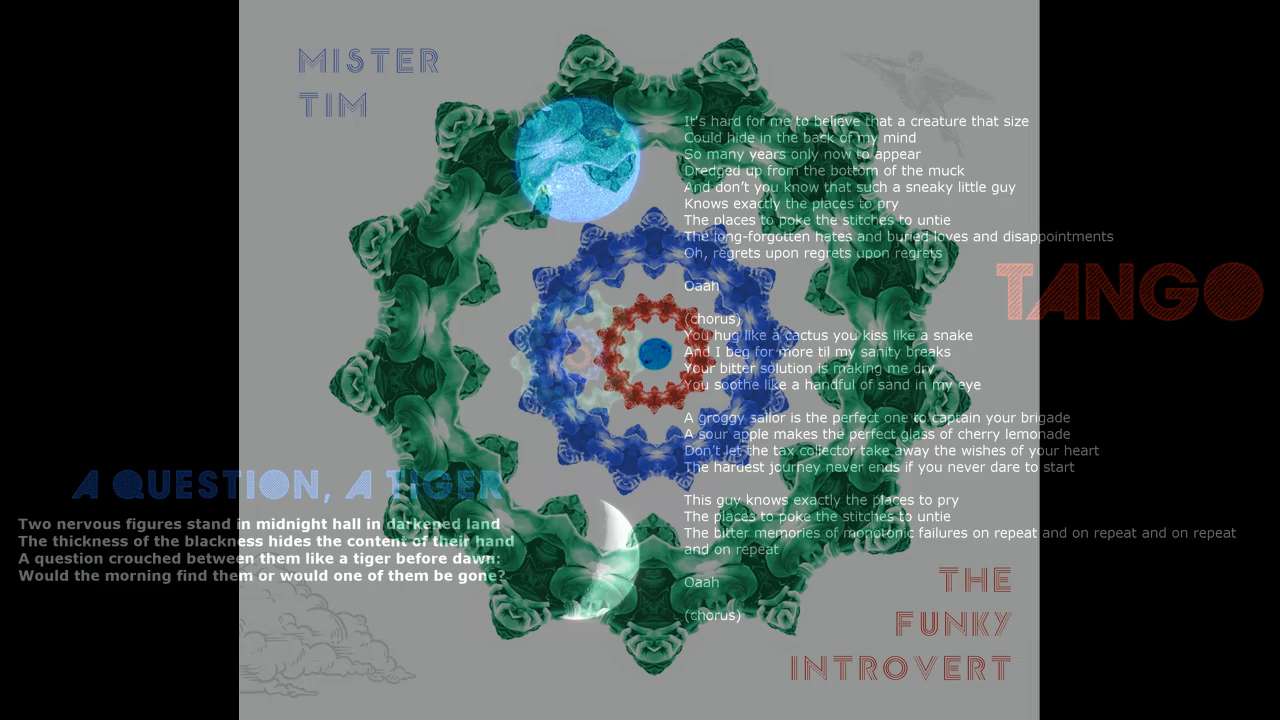 MISTER
TIM
It's hard for me to believe that a creature that size
Could hide in the back of my mind
So many years only now to appear
Dredged up from the bottom of the muck
And don't you know that such a sneaky little guy
Knows exactly the places to pry
The places to poke the stitches to untie
The long-forgotten hates and buried loves and disappointments
Oh, regrets upon regrets upon regrets
Oaah
(chorus)
You hug like a cactus you kiss like a snake
And I beg for more til my sanity breaks
Your bitter solution is making me dry
You soothe like a handful of sand in my eye
A groggy sailor is the perfect one to captain your brigade
A sour apple makes the perfect glass of cherry lemonade
Don't let the tax collector take away the wishes of your heart
The hardest journey never ends if you never dare to start
This guy knows exactly the places to pry
The places to poke the stitches to untie
The bitter memories of monotonic failures on repeat and on repeat and on repeat
and on repeat
Oaah
(chorus)
TANGO
A QUESTION, A TIGER
Two nervous figures stand in midnight hall in darkened land
The thickness of the blackness hides the content of their hand
A question crouched between them like a tiger before dawn:
Would the morning find them or would one of them be gone?
THE
FUNKY
INTROVERT